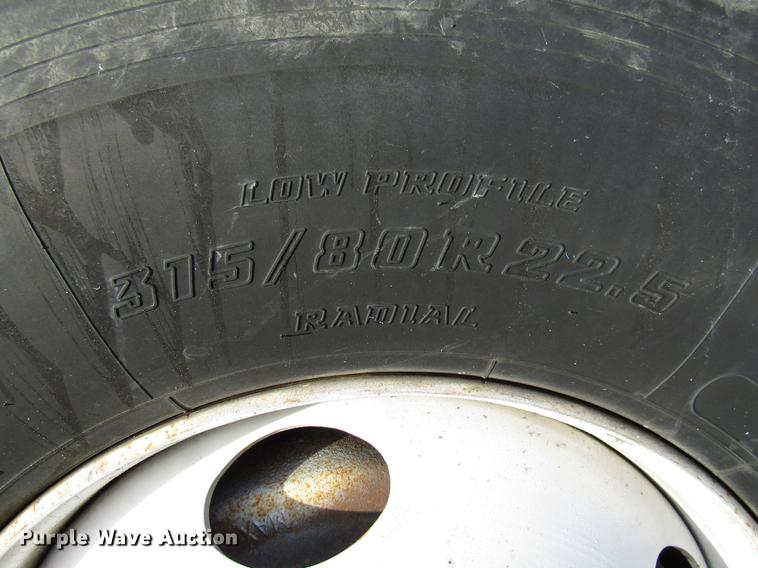 LOW PROFILE
315/80R22.5
RADIAL
Purple Wave Auction